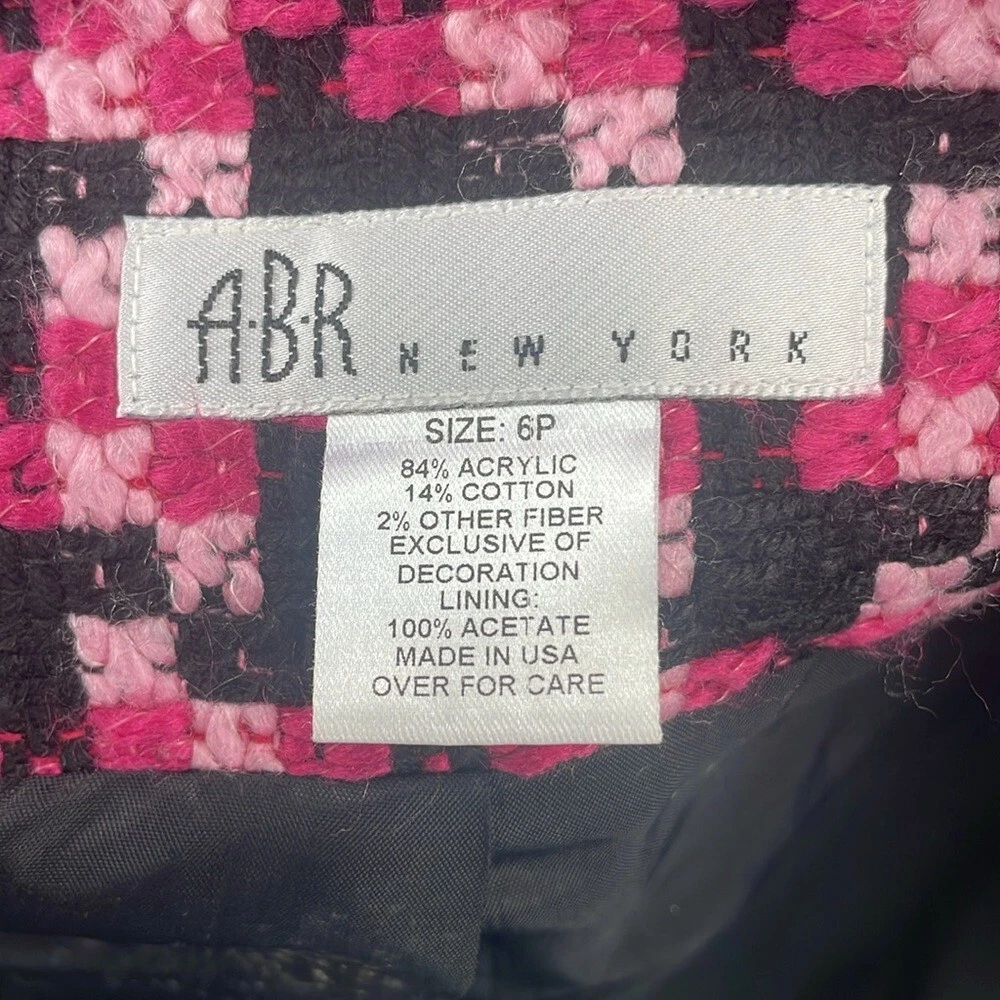 A·B·R NEW YORK
SIZE: 6P
84% ACRYLIC
14% COTTON
2% OTHER FIBER
EXCLUSIVE OF
DECORATION
LINING:
100% ACETATE
MADE IN USA
OVER FOR CARE